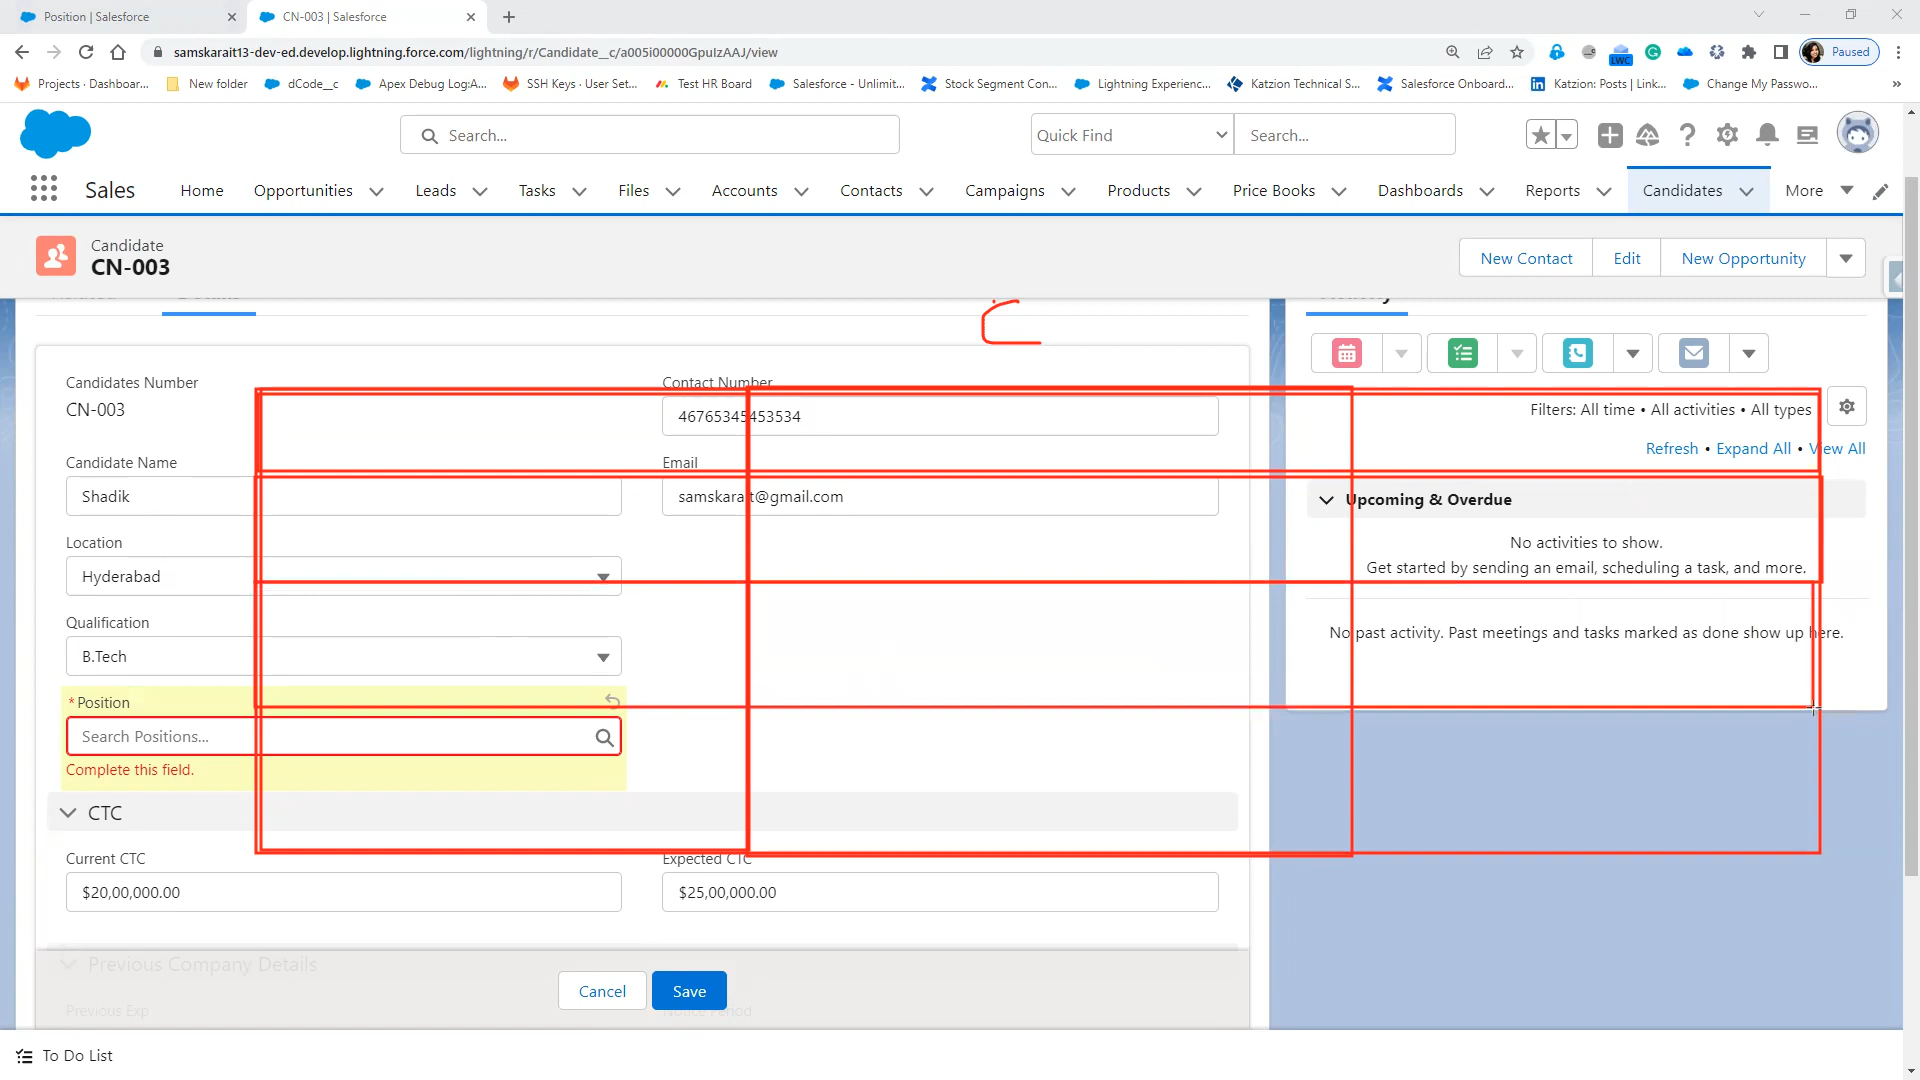 Position | Salesforce
CN-003 | Salesforce
samskarait13-dev-ed.develop.lightning.force.com/lightning/r/Candidate__c/a005i00000GpuIzAAJ/view
Paused
Projects · Dashboar...
New folder
dCode__c
Apex Debug Log:A...
SSH Keys · User Set...
Test HR Board
Salesforce - Unlimit...
Stock Segment Con...
Lightning Experienc...
Katzion Technical S...
Salesforce Onboard...
Katzion: Posts | Link...
Change My Passwo...
LWC
Search...
Quick Find
Search...
Sales
Home
Opportunities
Leads
Tasks
Files
Accounts
Contacts
Campaigns
Products
Price Books
Dashboards
Reports
Candidates
More
Candidate
CN-003
New Contact
Edit
New Opportunity
Candidates Number
CN-003
Contact Number
46765345453534
Candidate Name
Shadik
Email
samskarait@gmail.com
Location
Hyderabad
Qualification
B.Tech
*Position
Search Positions...
Complete this field.
CTC
Current CTC
$20,00,000.00
Expected CTC
$25,00,000.00
Previous Company Details
Previous Exp
Notice Period
Cancel
Save
Filters: All time • All activities • All types
Refresh • Expand All • View All
Upcoming & Overdue
No activities to show.
Get started by sending an email, scheduling a task, and more.
No past activity. Past meetings and tasks marked as done show up here.
To Do List